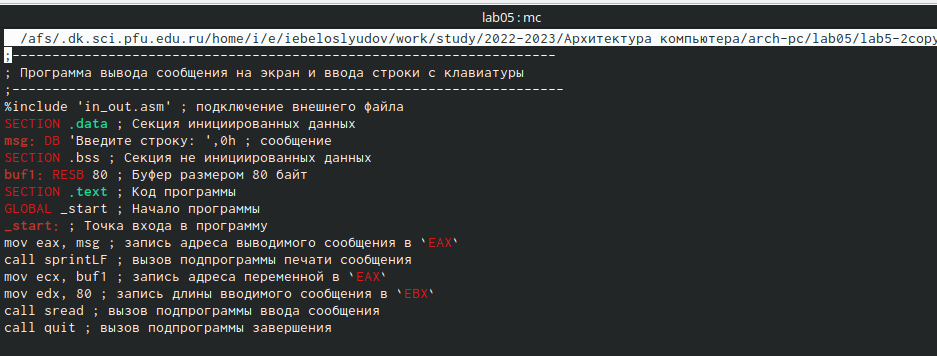 lab05 : mc
/afs/.dk.sci.pfu.edu.ru/home/i/e/iebeloslyudov/work/study/2022-2023/Архитектура компьютера/arch-pc/lab05/lab5-2copy
;--------------------------------------------------------------------
; Программа вывода сообщения на экран и ввода строки с клавиатуры
;---------------------------------------------------------------------
%include 'in_out.asm' ; подключение внешнего файла
SECTION .data ; Секция инициированных данных
msg: DB 'Введите строку: ',0h ; сообщение
SECTION .bss ; Секция не инициированных данных
buf1: RESB 80 ; Буфер размером 80 байт
SECTION .text ; Код программы
GLOBAL _start ; Начало программы
_start: ; Точка входа в программу
mov eax, msg ; запись адреса выводимого сообщения в `EAX`
call sprintLF ; вызов подпрограммы печати сообщения
mov ecx, buf1 ; запись адреса переменной в `EAX`
mov edx, 80 ; запись длины вводимого сообщения в `EBX`
call sread ; вызов подпрограммы ввода сообщения
call quit ; вызов подпрограммы завершения